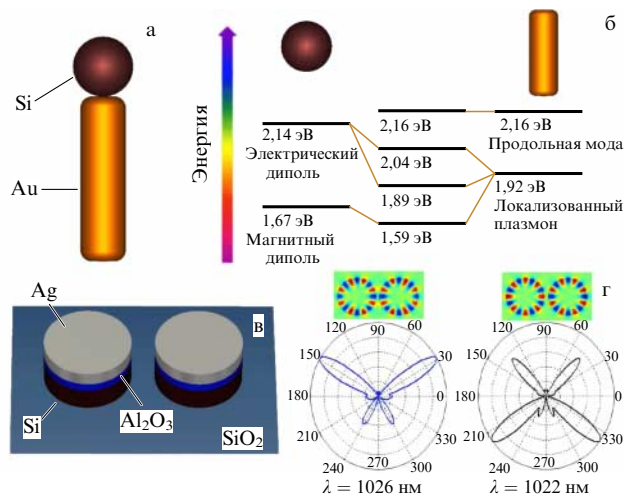 а
Si
Au
Энергия
б
2,14 эВ
Электрический
диполь
1,67 эВ
Магнитный
диполь
2,16 эВ
2,04 эВ
1,89 эВ
1,59 эВ
2,16 эВ
Продольная мода
1,92 эВ
Локализованный
плазмон
в
Ag
Si
Al2O3
SiO2
г
120 90 60
150 30
180 0
210 330
240 270 300
λ = 1026 нм
120 90 60
150 30
180 0
210 330
240 270 300
λ = 1022 нм